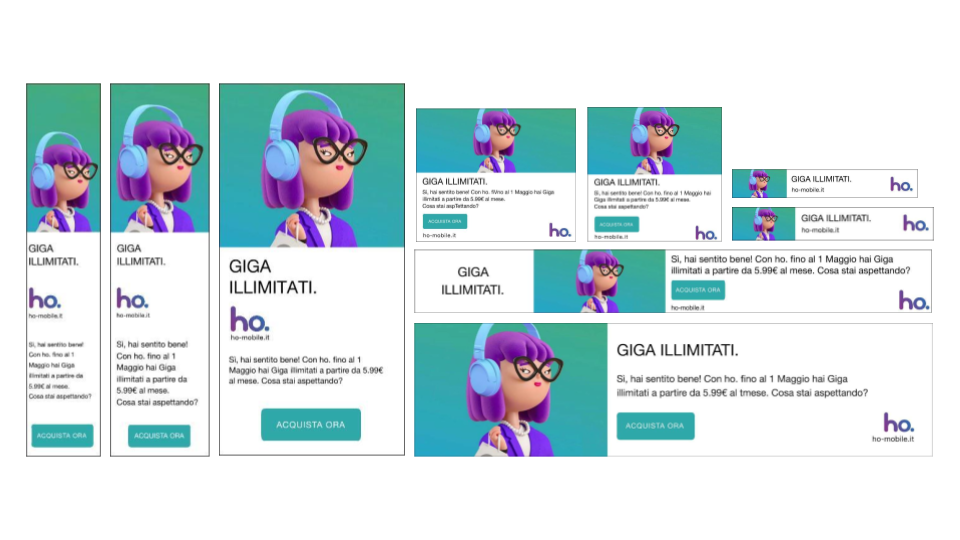 GIGA
ILLIMITATI.
ho.
ho-mobile.it
Sì, hai sentito bene!
Con ho. fino al 1
Maggio hai Giga
illimitati a partire da
5.99€ al mese.
Cosa stai aspettando?
ACQUISTA ORA
GIGA
ILLIMITATI.
ho.
ho-mobile.it
Sì, hai sentito bene!
Con ho. fino al 1
Maggio hai Giga
illimitati a partire da
5.99€ al mese.
Cosa stai aspettando?
ACQUISTA ORA
GIGA
ILLIMITATI.
ho.
ho-mobile.it
Sì, hai sentito bene! Con ho. fino al 1
Maggio hai Giga illimitati a partire da 5.99€
al mese. Cosa stai aspettando?
ACQUISTA ORA
GIGA ILLIMITATI.
Sì, hai sentito bene! Con ho. fiVno al 1 Maggio hai Giga
illimitati a partire da 5.99€ al mese.
Cosa stai aspTettando?
ACQUISTA ORA
ho-mobile.it
ho.
GIGA ILLIMITATI.
Sì, hai sentito bene! Con ho. fino al 1 Maggio hai
Giga illimitati a partire da 5.99€ al mese.
Cosa stai aspettando?
ACQUISTA ORA
ho-mobile.it
ho.
GIGA ILLIMITATI.
ho-mobile.it
ho.
GIGA ILLIMITATI.
ho-mobile.it
ho.
GIGA
ILLIMITATI.
Sì, hai sentito bene! Con ho. fino al 1 Maggio hai Giga
illimitati a partire da 5.99€ al mese. Cosa stai aspettando?
ACQUISTA ORA
ho-mobile.it
ho.
GIGA ILLIMITATI.
Sì, hai sentito bene! Con ho. fino al 1 Maggio hai Giga
illimitati a partire da 5.99€ al tmese. Cosa stai aspettando?
ACQUISTA ORA
ho.
ho-mobile.it